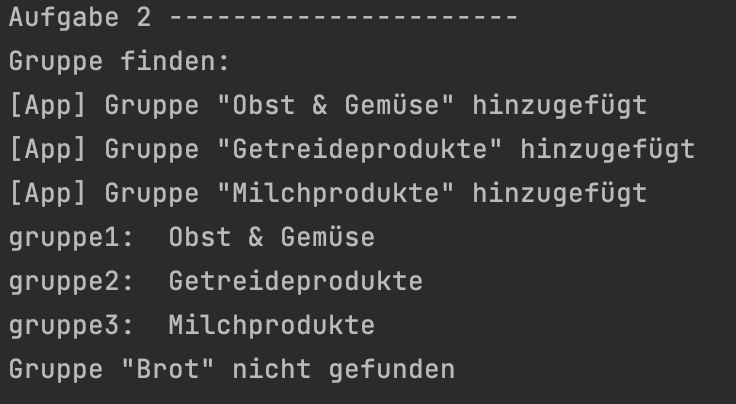 Aufgabe 2 ----------------------
Gruppe finden:
[App] Gruppe "Obst & Gemüse" hinzugefügt
[App] Gruppe "Getreideprodukte" hinzugefügt
[App] Gruppe "Milchprodukte" hinzugefügt
gruppe1:  Obst & Gemüse
gruppe2:  Getreideprodukte
gruppe3:  Milchprodukte
Gruppe "Brot" nicht gefunden